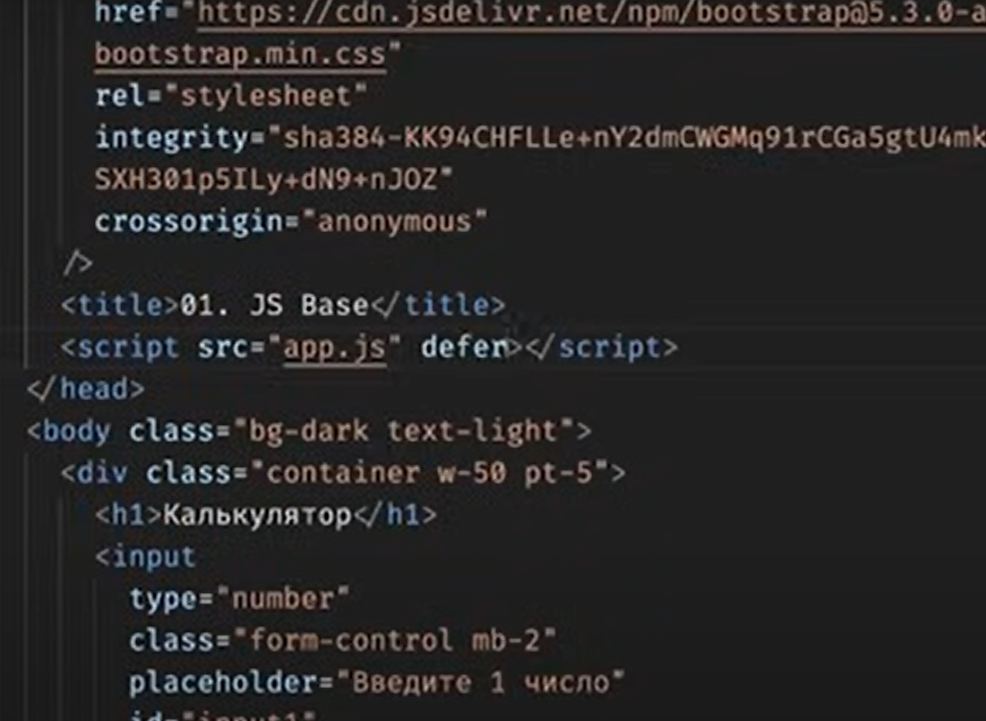 href="https://cdn.jsdelivr.net/npm/bootstrap@5.3.0-a
bootstrap.min.css"
rel="stylesheet"
integrity="sha384-KK94CHFLLe+nY2dmCWGMq91rCGa5gtU4mk
SXH301p5ILy+dN9+nJOZ"
crossorigin="anonymous"
/>
<title>01. JS Base</title>
<script src="app.js" defer></script>
</head>
<body class="bg-dark text-light">
<div class="container w-50 pt-5">
<h1>Калькулятор</h1>
<input
type="number"
class="form-control mb-2"
placeholder="Введите 1 число"
id="input1"